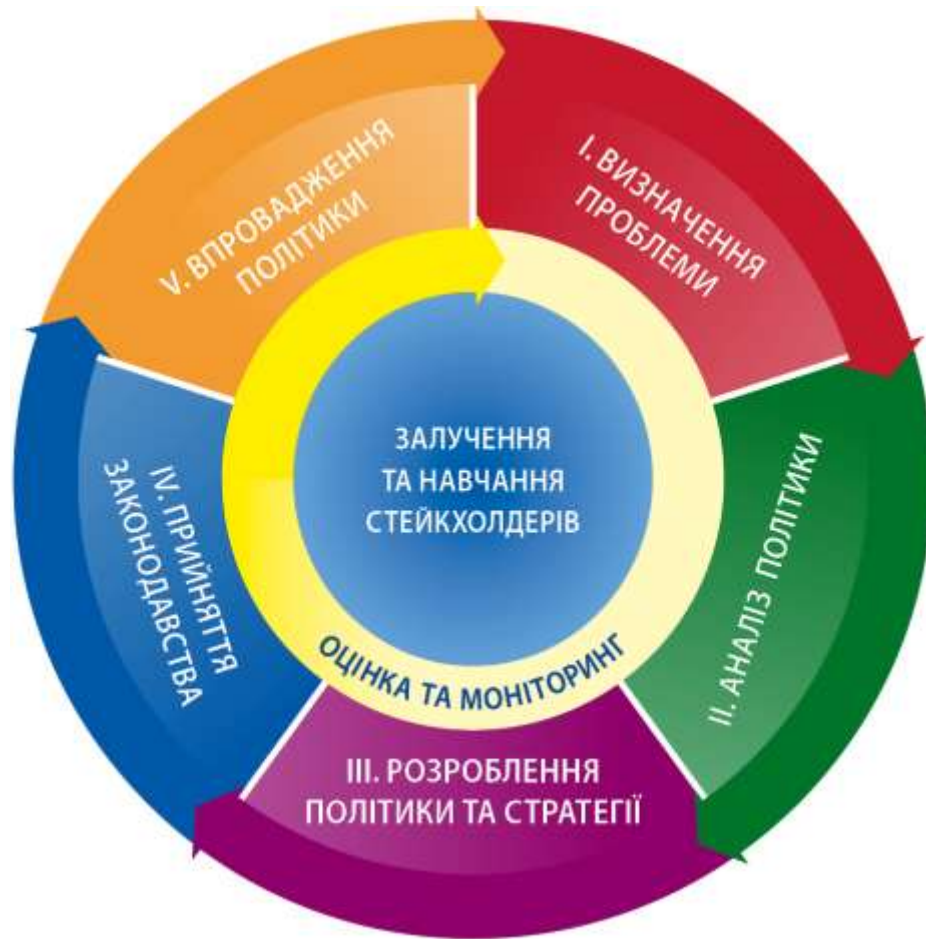 I. ВИЗНАЧЕННЯ
ПРОБЛЕМИ
II. АНАЛІЗ ПОЛІТИКИ
III. РОЗРОБЛЕННЯ
ПОЛІТИКИ ТА СТРАТЕГІЇ
IV. ПРИЙНЯТТЯ
ЗАКОНОДАВСТВА
V. ВПРОВАДЖЕННЯ
ПОЛІТИКИ
ЗАЛУЧЕННЯ
ТА НАВЧАННЯ
СТЕЙКХОЛДЕРІВ
ОЦІНКА ТА МОНІТОРИНГ